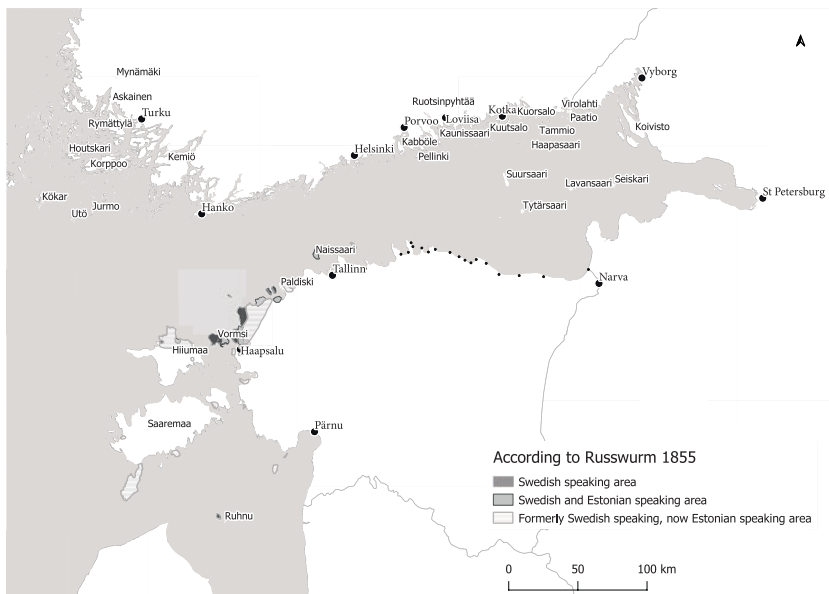 Mynämäki
Askainen
Turku
Rymättylä
Houtskari
Korppoo
Kemiö
Kökar
Jurmo
Utö
Hanko
Helsinki
Ruotsinpyhtää
Porvoo
Loviisa
Kabböle
Kaunissaari
Pellinki
Kotka
Kuorsalo
Kuutsalo
Virolahti
Paatio
Tammio
Haapasaari
Vyborg
Koivisto
Suursaari
Lavansaari
Seiskari
Tytärsaari
St Petersburg
Naissaari
Tallinn
Paldiski
Narva
Vormsi
Hiiumaa
Haapsalu
Saaremaa
Pärnu
Ruhnu
According to Russwurm 1855
Swedish speaking area
Swedish and Estonian speaking area
Formerly Swedish speaking, now Estonian speaking area
0 50 100 km